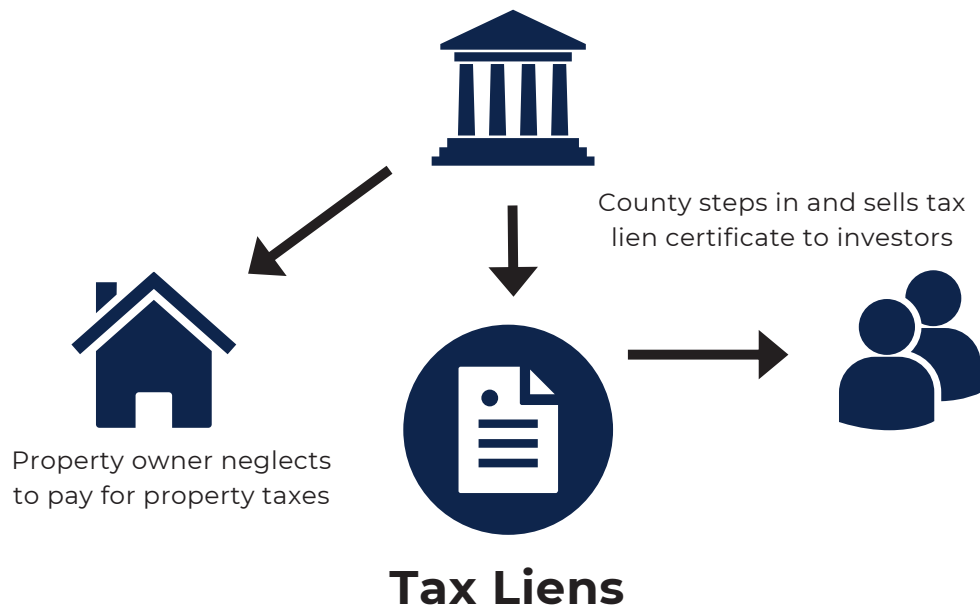 County steps in and sells tax
lien certificate to investors
Property owner neglects
to pay for property taxes
Tax Liens